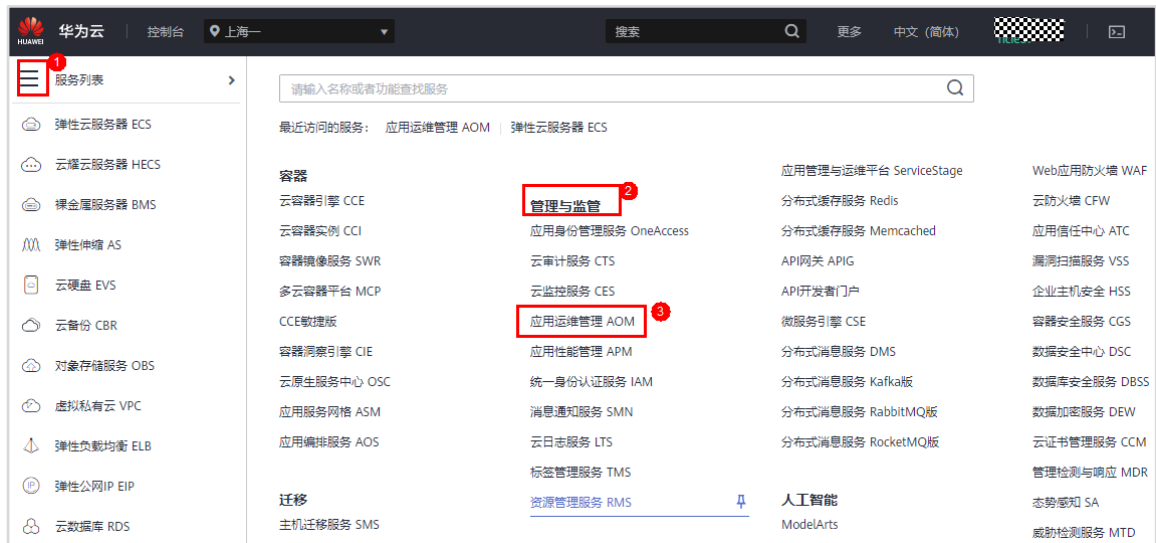 HUAWEI 华为云 控制台 上海一 搜索 更多 中文 (简体)
1
服务列表
弹性云服务器 ECS
云耀云服务器 HECS
裸金属服务器 BMS
弹性伸缩 AS
云硬盘 EVS
云备份 CBR
对象存储服务 OBS
虚拟私有云 VPC
弹性负载均衡 ELB
弹性公网IP EIP
云数据库 RDS
请输入名称或者功能查找服务
最近访问的服务： 应用运维管理 AOM 弹性云服务器 ECS
容器
云容器引擎 CCE
云容器实例 CCI
容器镜像服务 SWR
多云容器平台 MCP
CCE敏捷版
容器洞察引擎 CIE
云原生服务中心 OSC
应用服务网格 ASM
应用编排服务 AOS
迁移
主机迁移服务 SMS
2
管理与监管
应用身份管理服务 OneAccess
云审计服务 CTS
云监控服务 CES
应用运维管理 AOM
3
应用性能管理 APM
统一身份认证服务 IAM
消息通知服务 SMN
云日志服务 LTS
标签管理服务 TMS
资源管理服务 RMS
应用管理与运维平台 ServiceStage
分布式缓存服务 Redis
分布式缓存服务 Memcached
API网关 APIG
API开发者门户
微服务引擎 CSE
分布式消息服务 DMS
分布式消息服务 Kafka版
分布式消息服务 RabbitMQ版
分布式消息服务 RocketMQ版
人工智能
ModelArts
Web应用防火墙 WAF
云防火墙 CFW
应用信任中心 ATC
漏洞扫描服务 VSS
企业主机安全 HSS
容器安全服务 CGS
数据安全中心 DSC
数据库安全服务 DBSS
数据加密服务 DEW
云证书管理服务 CCM
管理检测与响应 MDR
态势感知 SA
威胁检测服务 MTD